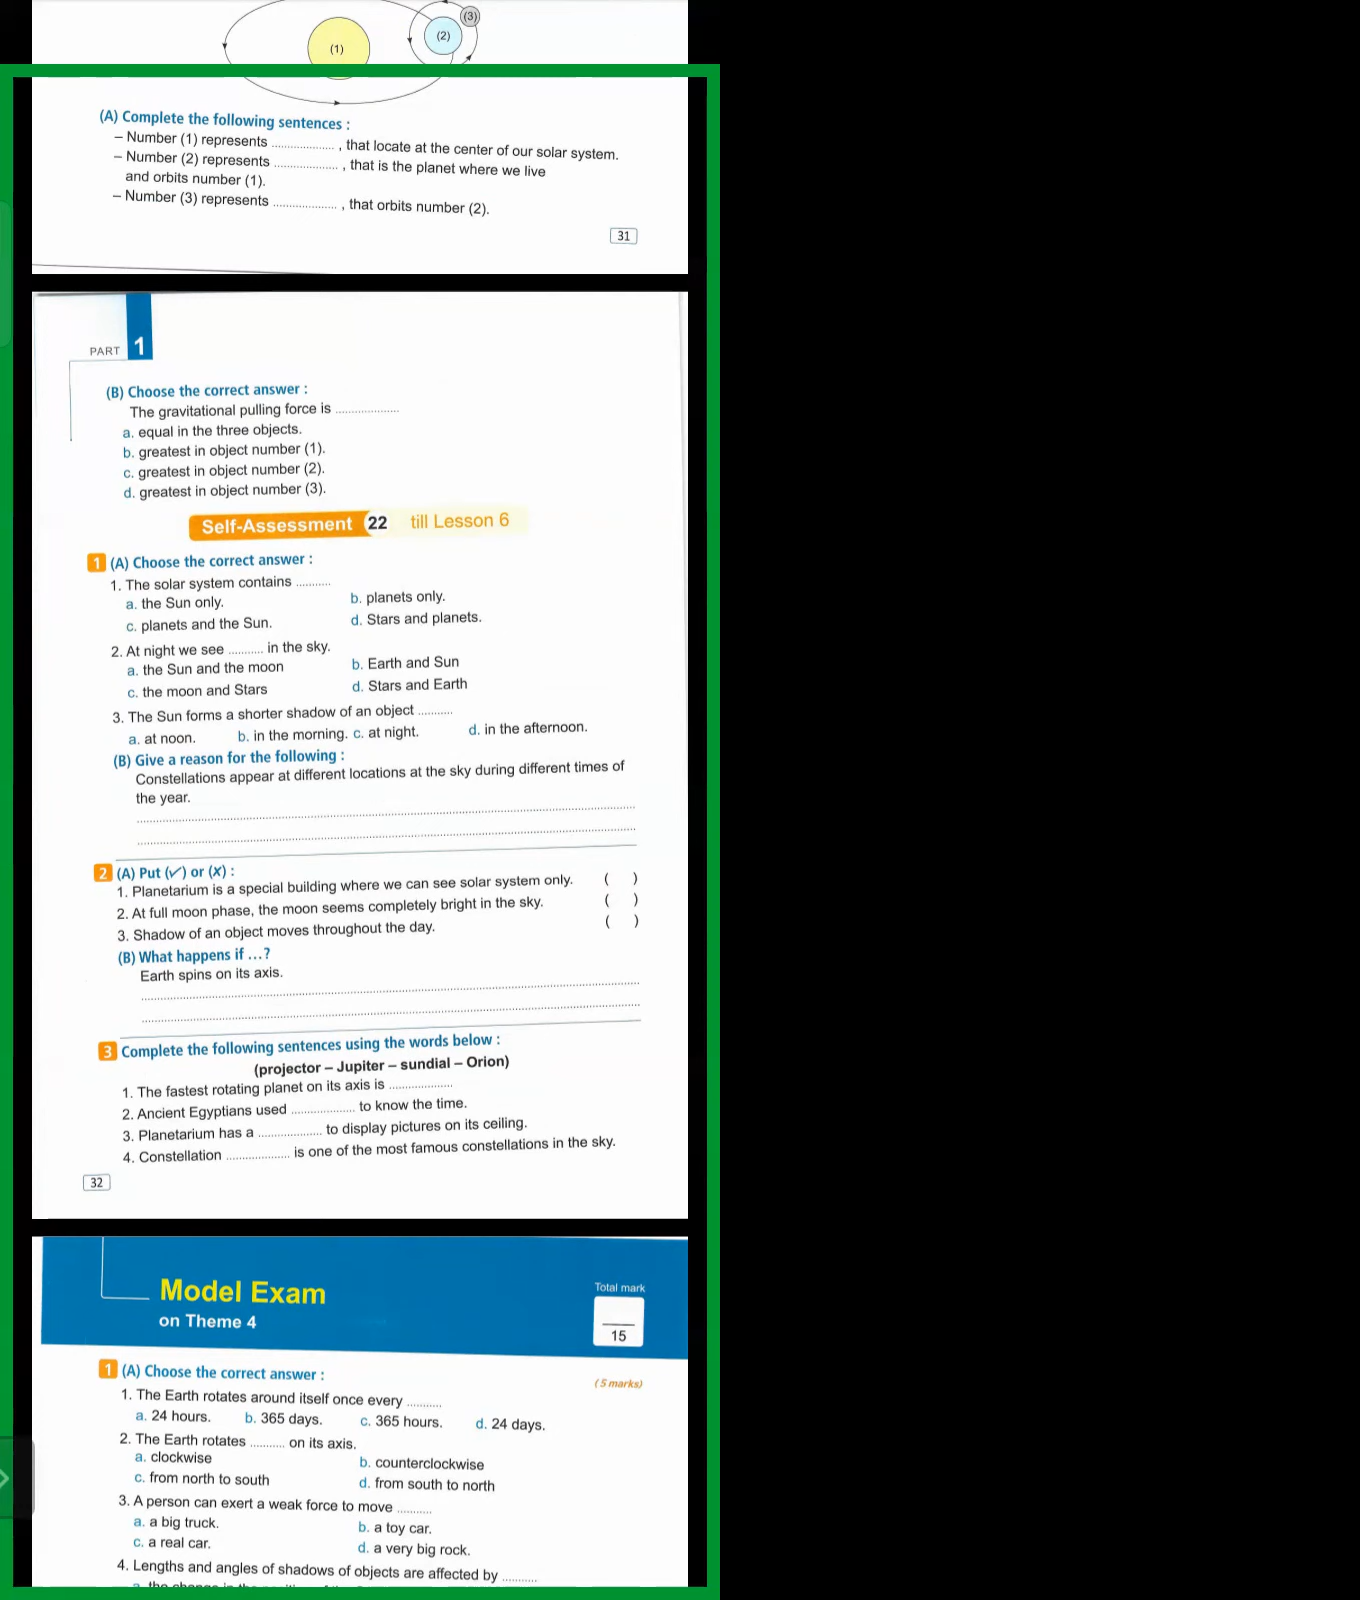 (3)
(2)
(1)
(A) Complete the following sentences :
– Number (1) represents ................... , that locate at the center of our solar system.
– Number (2) represents ................... , that is the planet where we live
and orbits number (1).
– Number (3) represents ................... , that orbits number (2).
31
PART 1
(B) Choose the correct answer :
The gravitational pulling force is ...................
a. equal in the three objects.
b. greatest in object number (1).
c. greatest in object number (2).
d. greatest in object number (3).
Self-Assessment 22 till Lesson 6
1 (A) Choose the correct answer :
1. The solar system contains ..........
a. the Sun only. b. planets only.
c. planets and the Sun. d. Stars and planets.
2. At night we see .......... in the sky.
a. the Sun and the moon b. Earth and Sun
c. the moon and Stars d. Stars and Earth
3. The Sun forms a shorter shadow of an object ..........
a. at noon. b. in the morning. c. at night. d. in the afternoon.
(B) Give a reason for the following :
Constellations appear at different locations at the sky during different times of
the year.
2 (A) Put (✓) or (✗) :
1. Planetarium is a special building where we can see solar system only. ( )
2. At full moon phase, the moon seems completely bright in the sky. ( )
3. Shadow of an object moves throughout the day. ( )
(B) What happens if ...?
Earth spins on its axis.
3 Complete the following sentences using the words below :
(projector – Jupiter – sundial – Orion)
1. The fastest rotating planet on its axis is ...................
2. Ancient Egyptians used ................... to know the time.
3. Planetarium has a ................... to display pictures on its ceiling.
4. Constellation ................... is one of the most famous constellations in the sky.
32
Model Exam
on Theme 4
Total mark
15
1 (A) Choose the correct answer :
(5 marks)
1. The Earth rotates around itself once every ..........
a. 24 hours. b. 365 days. c. 365 hours. d. 24 days.
2. The Earth rotates .......... on its axis.
a. clockwise b. counterclockwise
c. from north to south d. from south to north
3. A person can exert a weak force to move ..........
a. a big truck. b. a toy car.
c. a real car. d. a very big rock.
4. Lengths and angles of shadows of objects are affected by ..........